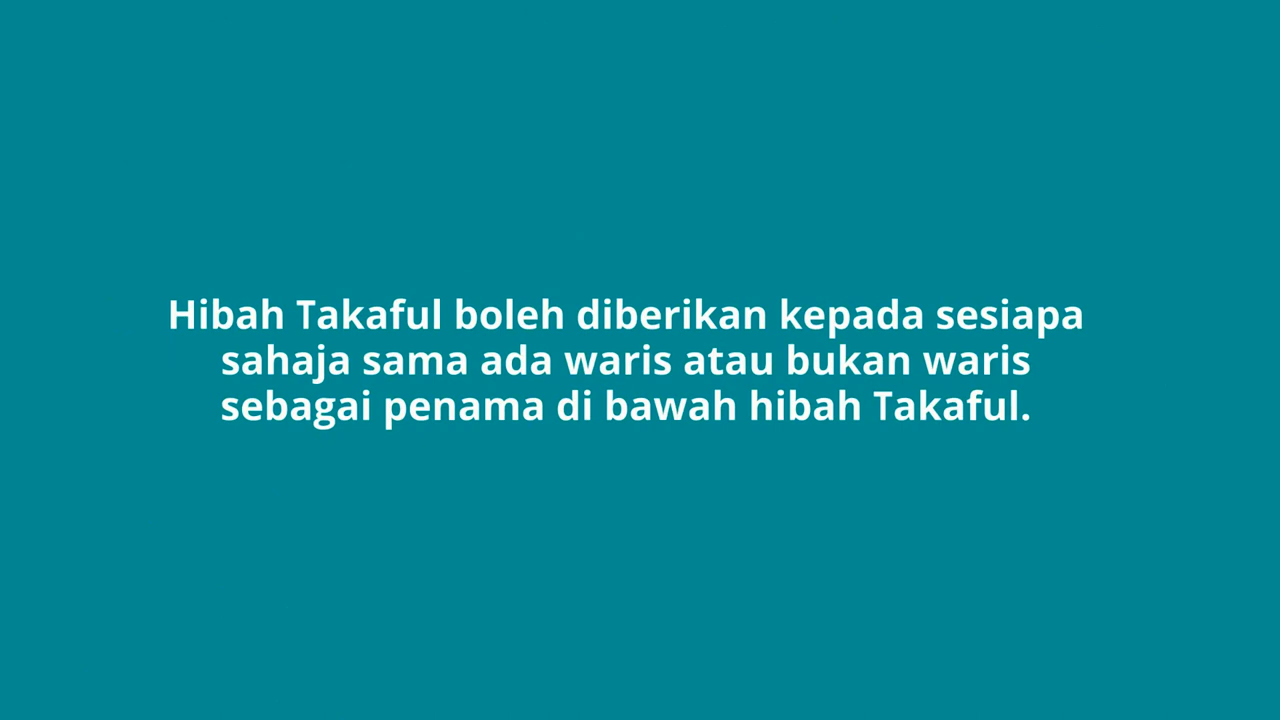 Hibah Takaful boleh diberikan kepada sesiapa
sahaja sama ada waris atau bukan waris
sebagai penama di bawah hibah Takaful.